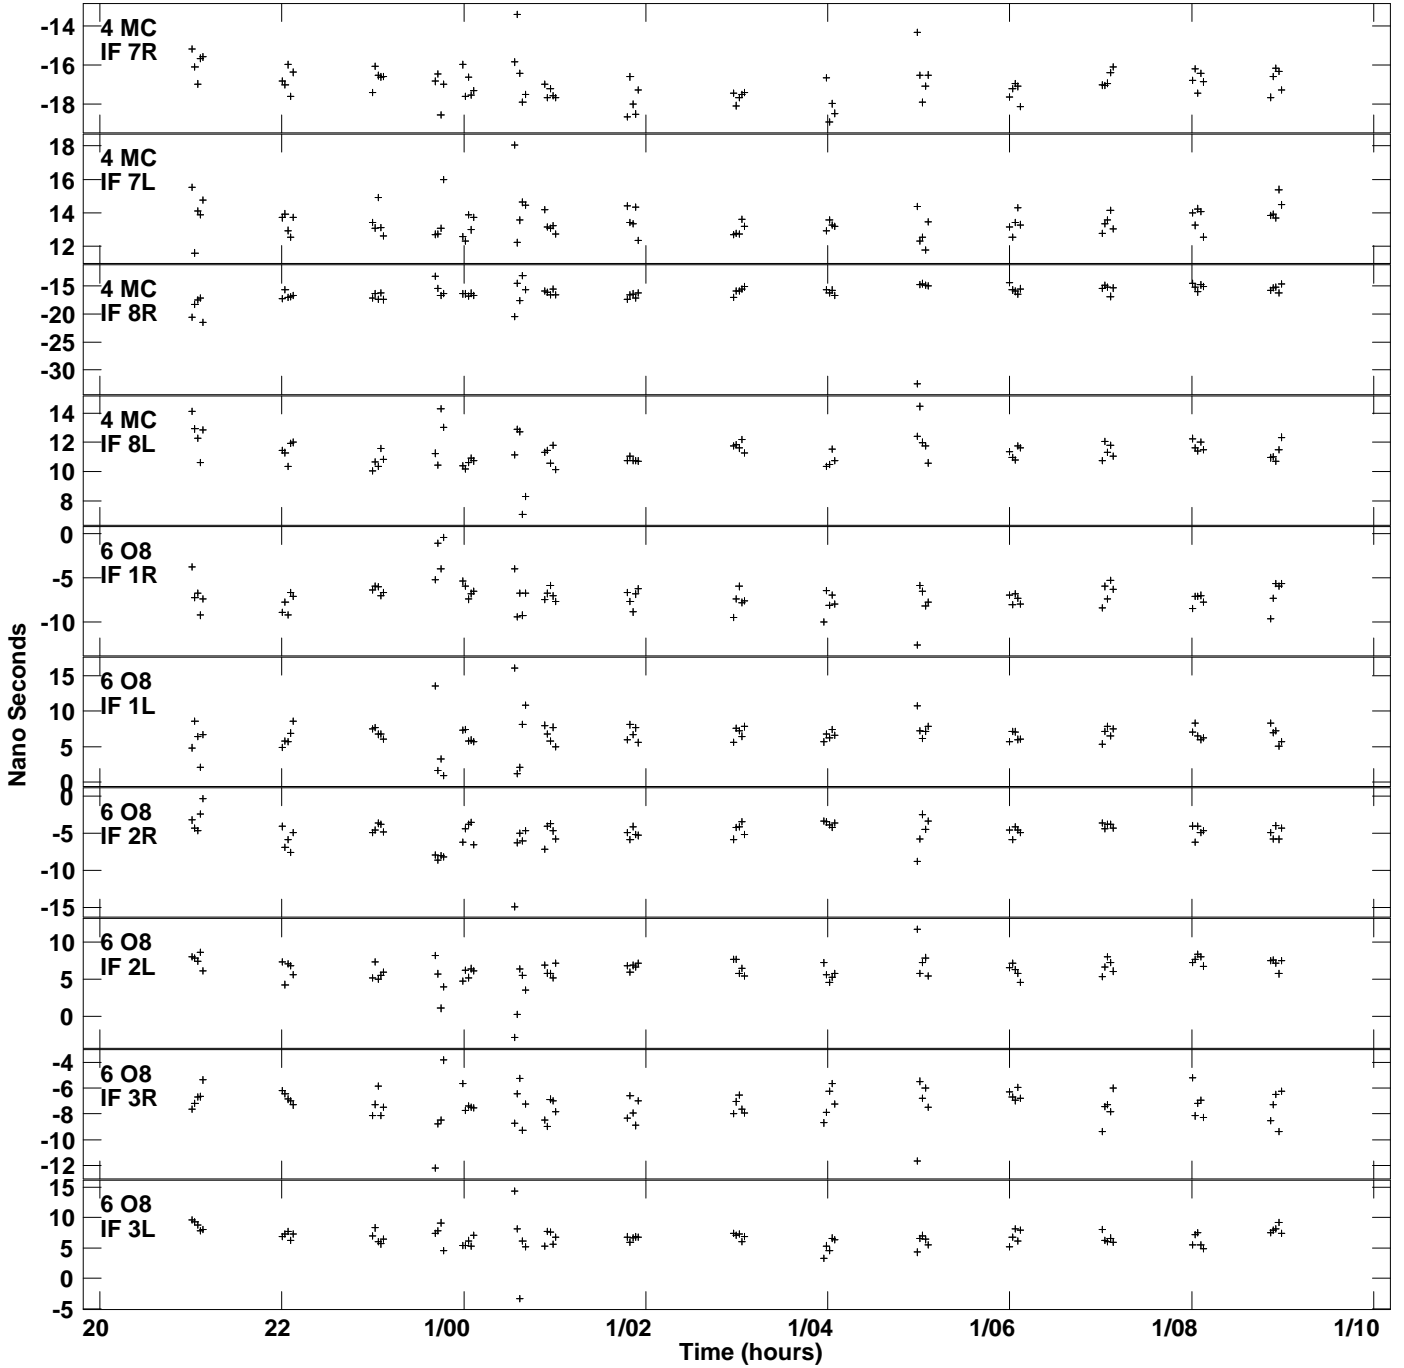 4 MC
IF 7R
-14
-16
-18
4 MC
IF 7L
18
16
14
12
4 MC
IF 8R
-15
-20
-25
-30
4 MC
IF 8L
14
12
10
8
6 O8
IF 1R
0
-5
-10
6 O8
IF 1L
15
10
5
0
6 O8
IF 2R
0
-5
-10
-15
6 O8
IF 2L
10
5
0
6 O8
IF 3R
-4
-6
-8
-10
-12
6 O8
IF 3L
15
10
5
0
-5
Nano Seconds
20 22 1/00 1/02 1/04 1/06 1/08 1/10
Time (hours)